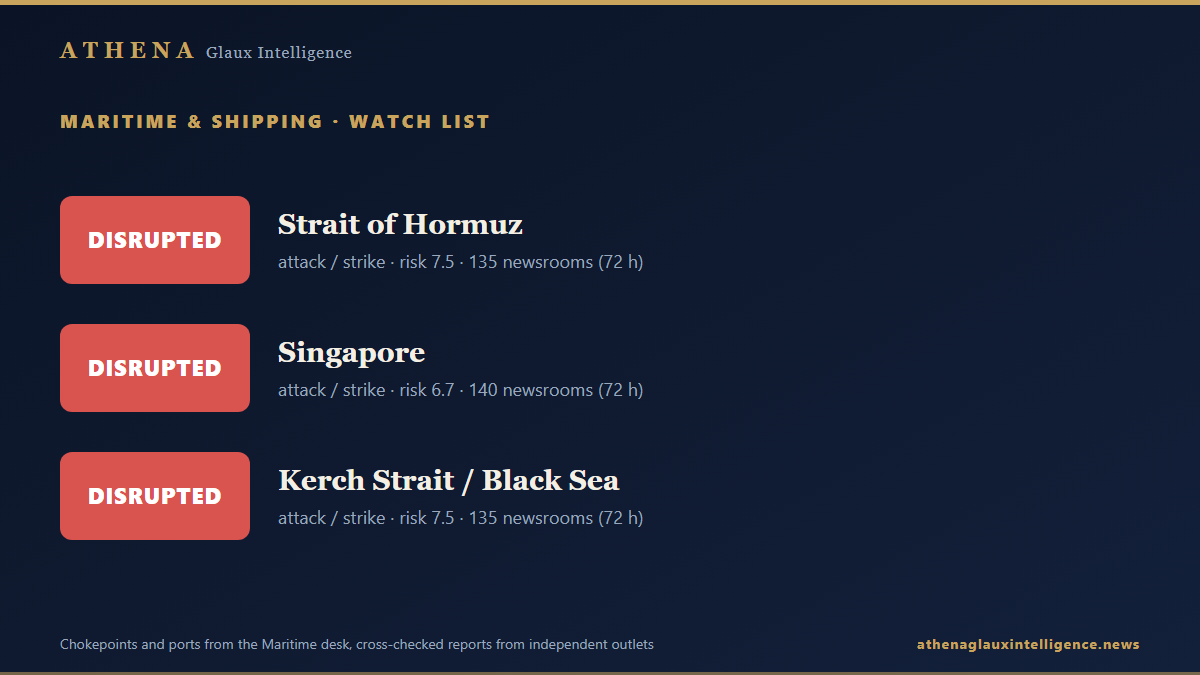 ATHENA Glaux Intelligence
MARITIME & SHIPPING · WATCH LIST
DISRUPTED
Strait of Hormuz
attack / strike · risk 7.5 · 135 newsrooms (72 h)
DISRUPTED
Singapore
attack / strike · risk 6.7 · 140 newsrooms (72 h)
DISRUPTED
Kerch Strait / Black Sea
attack / strike · risk 7.5 · 135 newsrooms (72 h)
Chokepoints and ports from the Maritime desk, cross-checked reports from independent outlets
athenaglauxintelligence.news